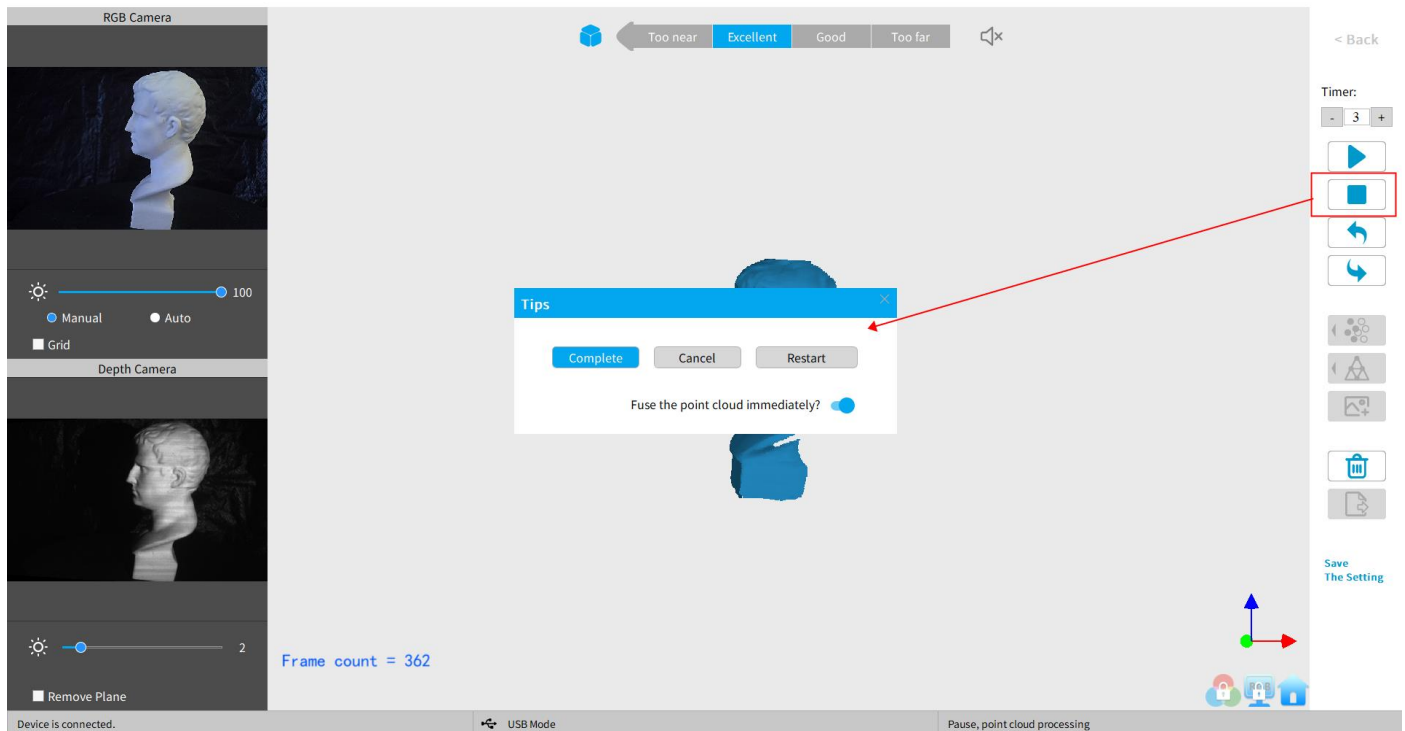 RGB Camera
Too near
Excellent
Good
Too far
< Back
Timer:
- 3 +
100
Manual
Auto
Grid
Depth Camera
Tips
Complete
Cancel
Restart
Fuse the point cloud immediately?
2
Remove Plane
Frame count = 362
Save
The Setting
Device is connected.
USB Mode
Pause, point cloud processing